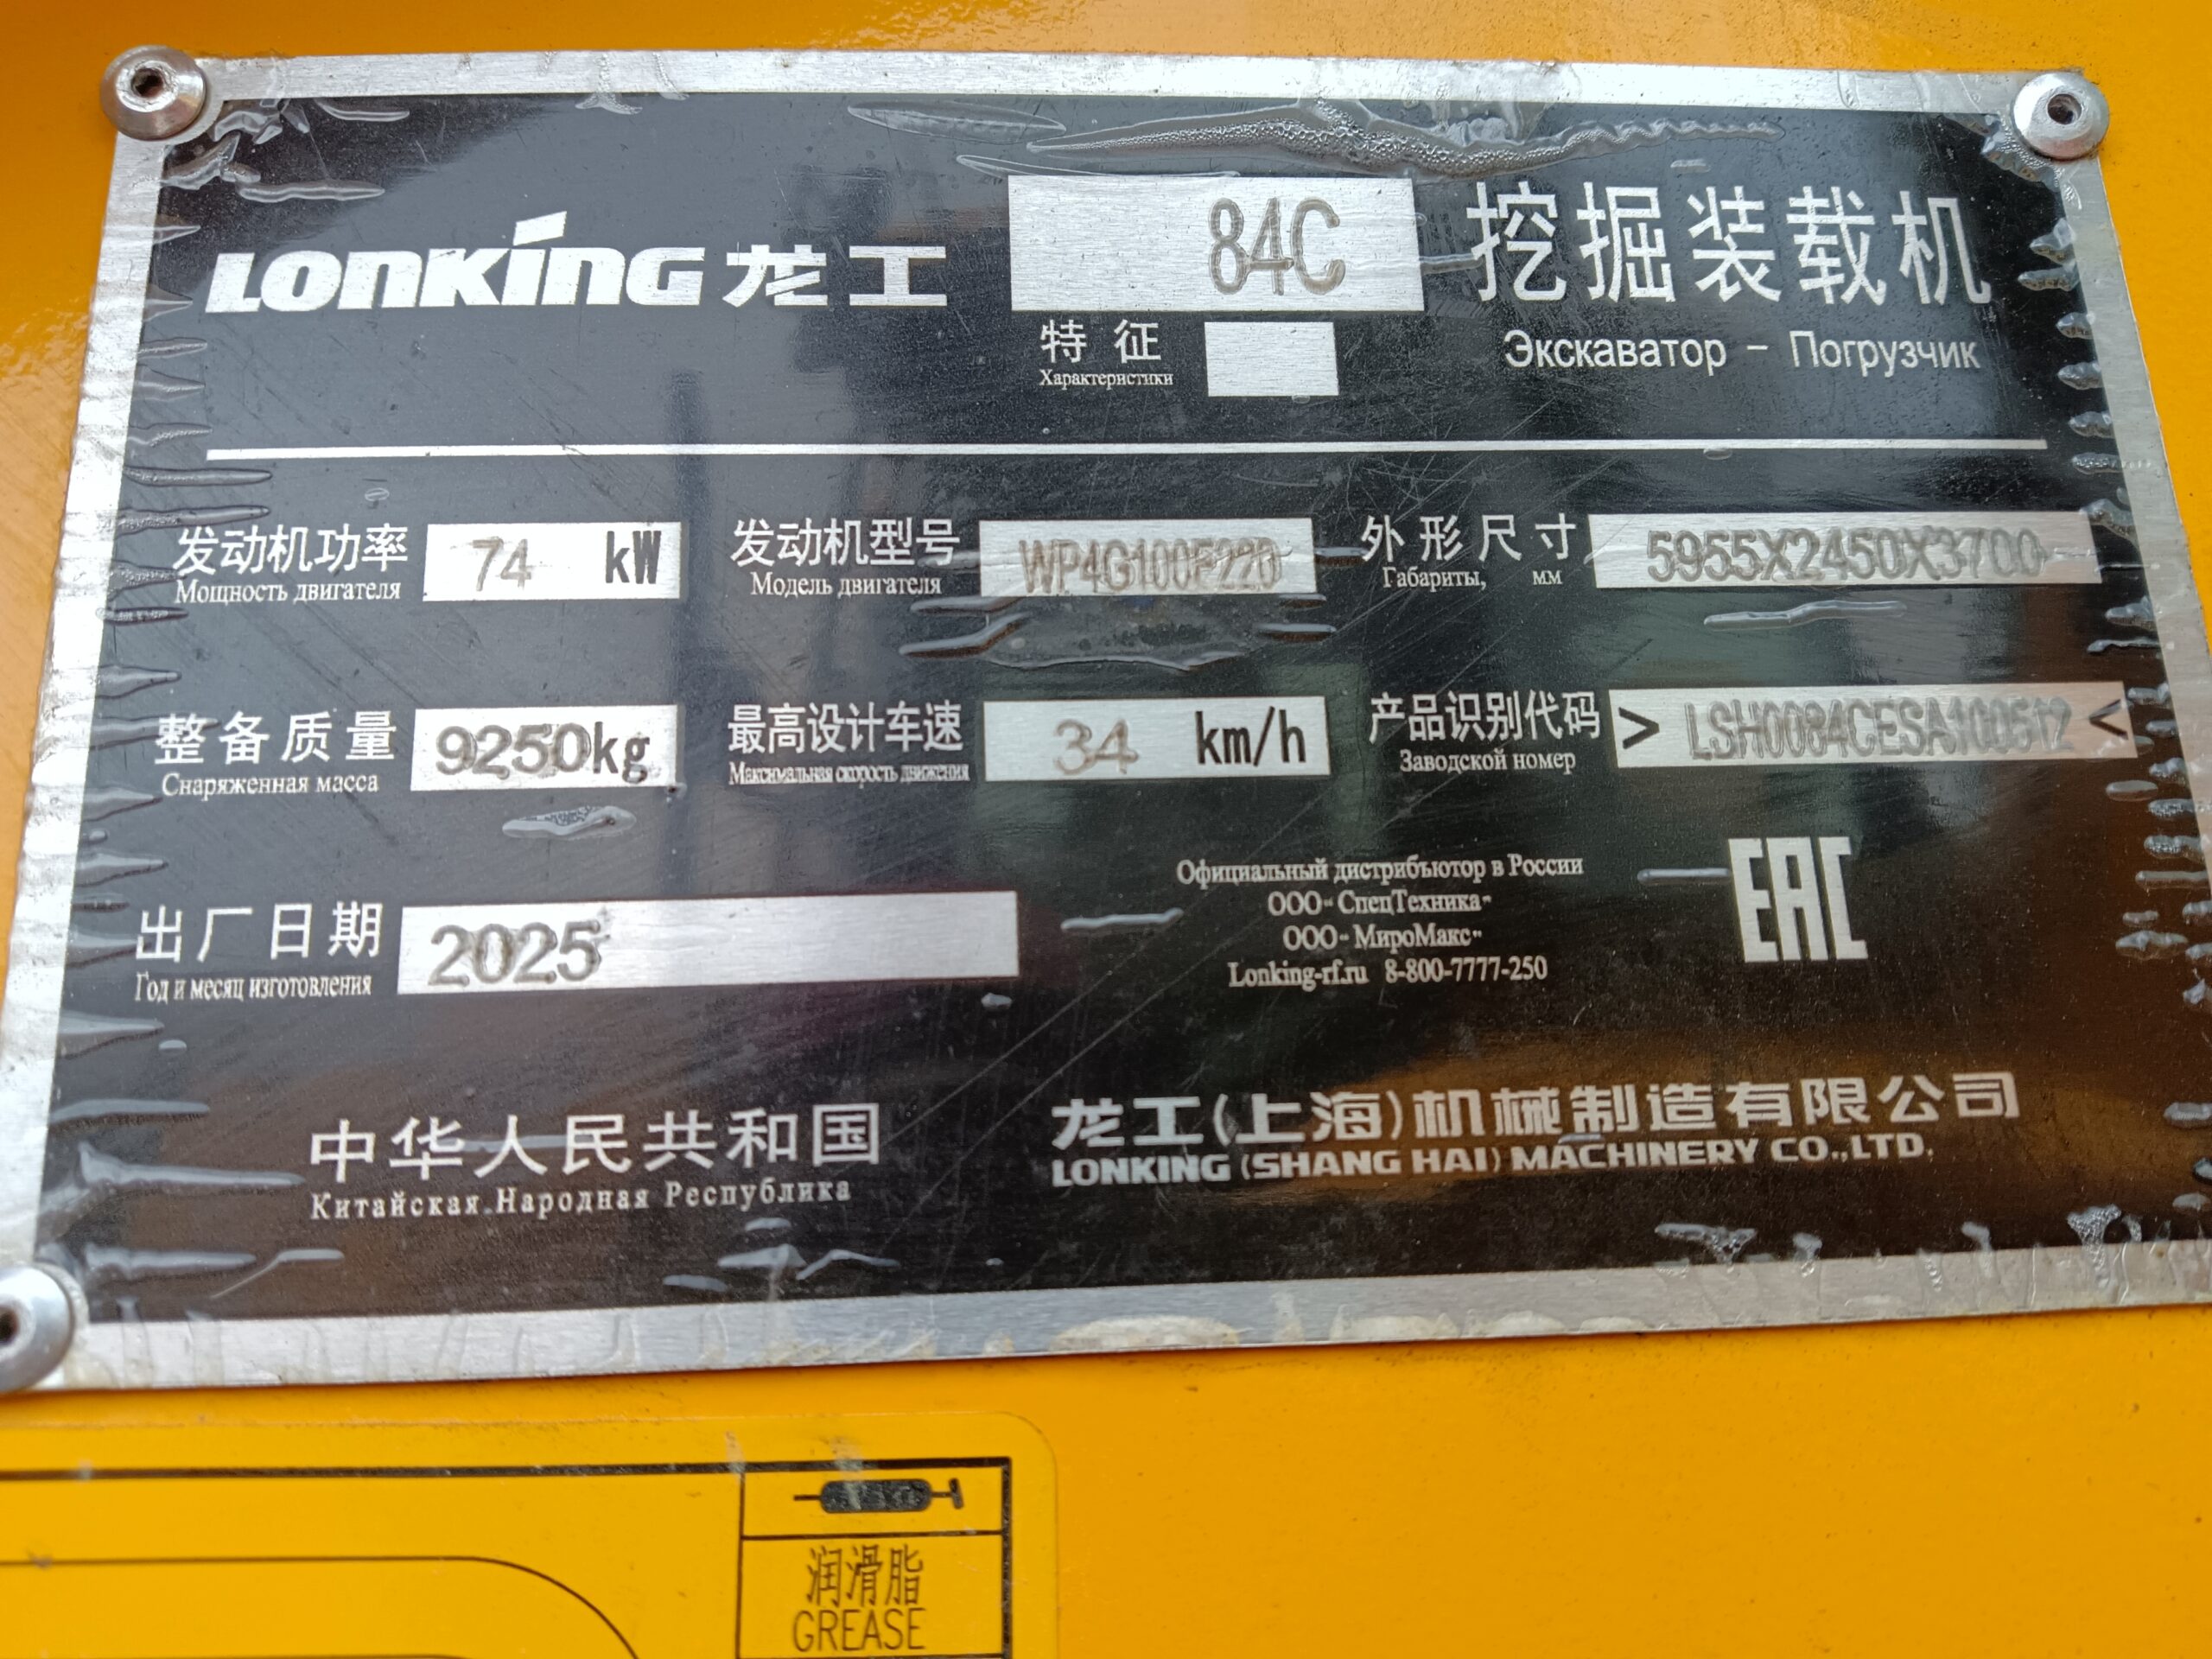 LONKING 龙工 84C 挖掘装载机
Экскаватор - Погрузчик
特征
Характеристики
发动机功率 74 kW 发动机型号 WP4G100E220 外形尺寸 5955X2450X3700
Мощность двигателя Модель двигателя Габариты, мм
整备质量 9250kg 最高设计车速 34 km/h 产品识别代码 > LSH0084CESA100512 <
Снаряженная масса Максимальная скорость движения Заводской номер
出厂日期 2025
Год и месяц изготовления
Официальный дистрибъютор в России
ООО "СпецТехника"
ООО "МироМакс"
Lonking-rf.ru 8-800-7777-250
EAC
中华人民共和国
Китайская Народная Республика
龙工(上海)机械制造有限公司
LONKING (SHANG HAI) MACHINERY CO.,LTD.
润滑脂
GREASE